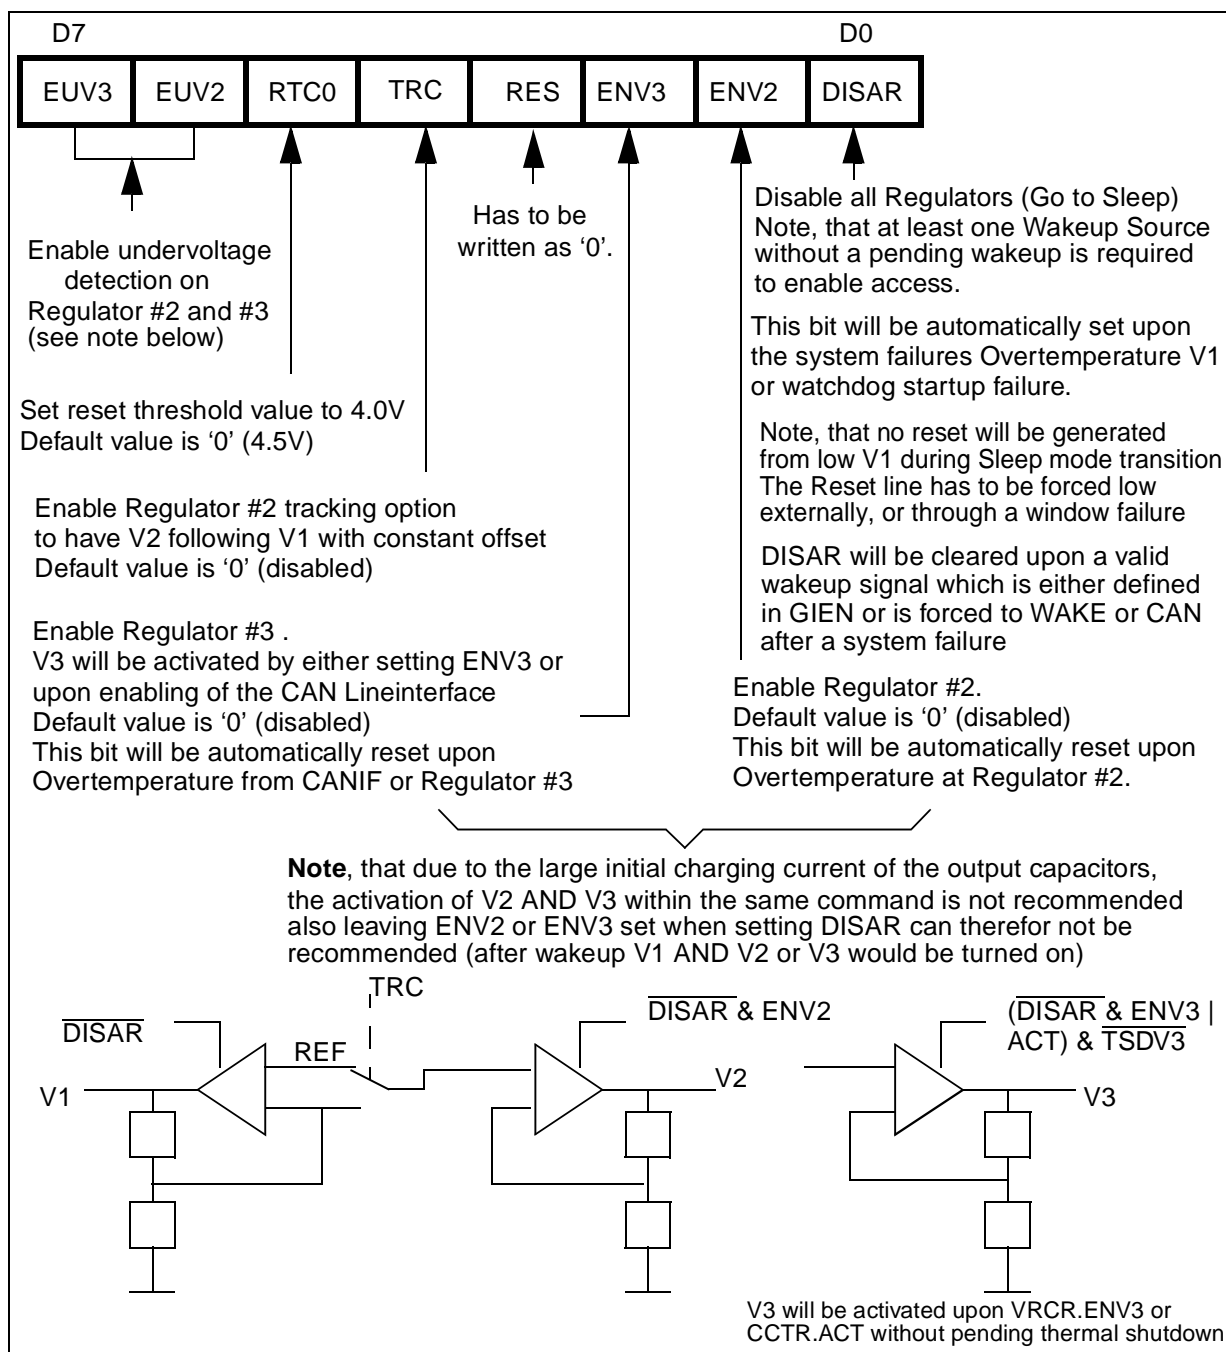 D7 D0
EUV3 EUV2 RTC0 TRC RES ENV3 ENV2 DISAR
Enable undervoltage
detection on
Regulator #2 and #3
(see note below)
Has to be
written as ‘0’.
Disable all Regulators (Go to Sleep)
Note, that at least one Wakeup Source
without a pending wakeup is required
to enable access.
This bit will be automatically set upon
the system failures Overtemperature V1
or watchdog startup failure.
Note, that no reset will be generated
from low V1 during Sleep mode transition
The Reset line has to be forced low
externally, or through a window failure
DISAR will be cleared upon a valid
wakeup signal which is either defined
in GIEN or is forced to WAKE or CAN
after a system failure
Set reset threshold value to 4.0V
Default value is ‘0’ (4.5V)
Enable Regulator #2 tracking option
to have V2 following V1 with constant offset
Default value is ‘0’ (disabled)
Enable Regulator #3 .
V3 will be activated by either setting ENV3 or
upon enabling of the CAN Lineinterface
Default value is ‘0’ (disabled)
This bit will be automatically reset upon
Overtemperature from CANIF or Regulator #3
Enable Regulator #2.
Default value is ‘0’ (disabled)
This bit will be automatically reset upon
Overtemperature at Regulator #2.
Note, that due to the large initial charging current of the output capacitors,
the activation of V2 AND V3 within the same command is not recommended
also leaving ENV2 or ENV3 set when setting DISAR can therefor not be
recommended (after wakeup V1 AND V2 or V3 would be turned on)
TRC
DISAR
REF
V1
DISAR & ENV2
V2
(DISAR & ENV3 |
ACT) & TSDV3
V3
V3 will be activated upon VRCR.ENV3 or
CCTR.ACT without pending thermal shutdown